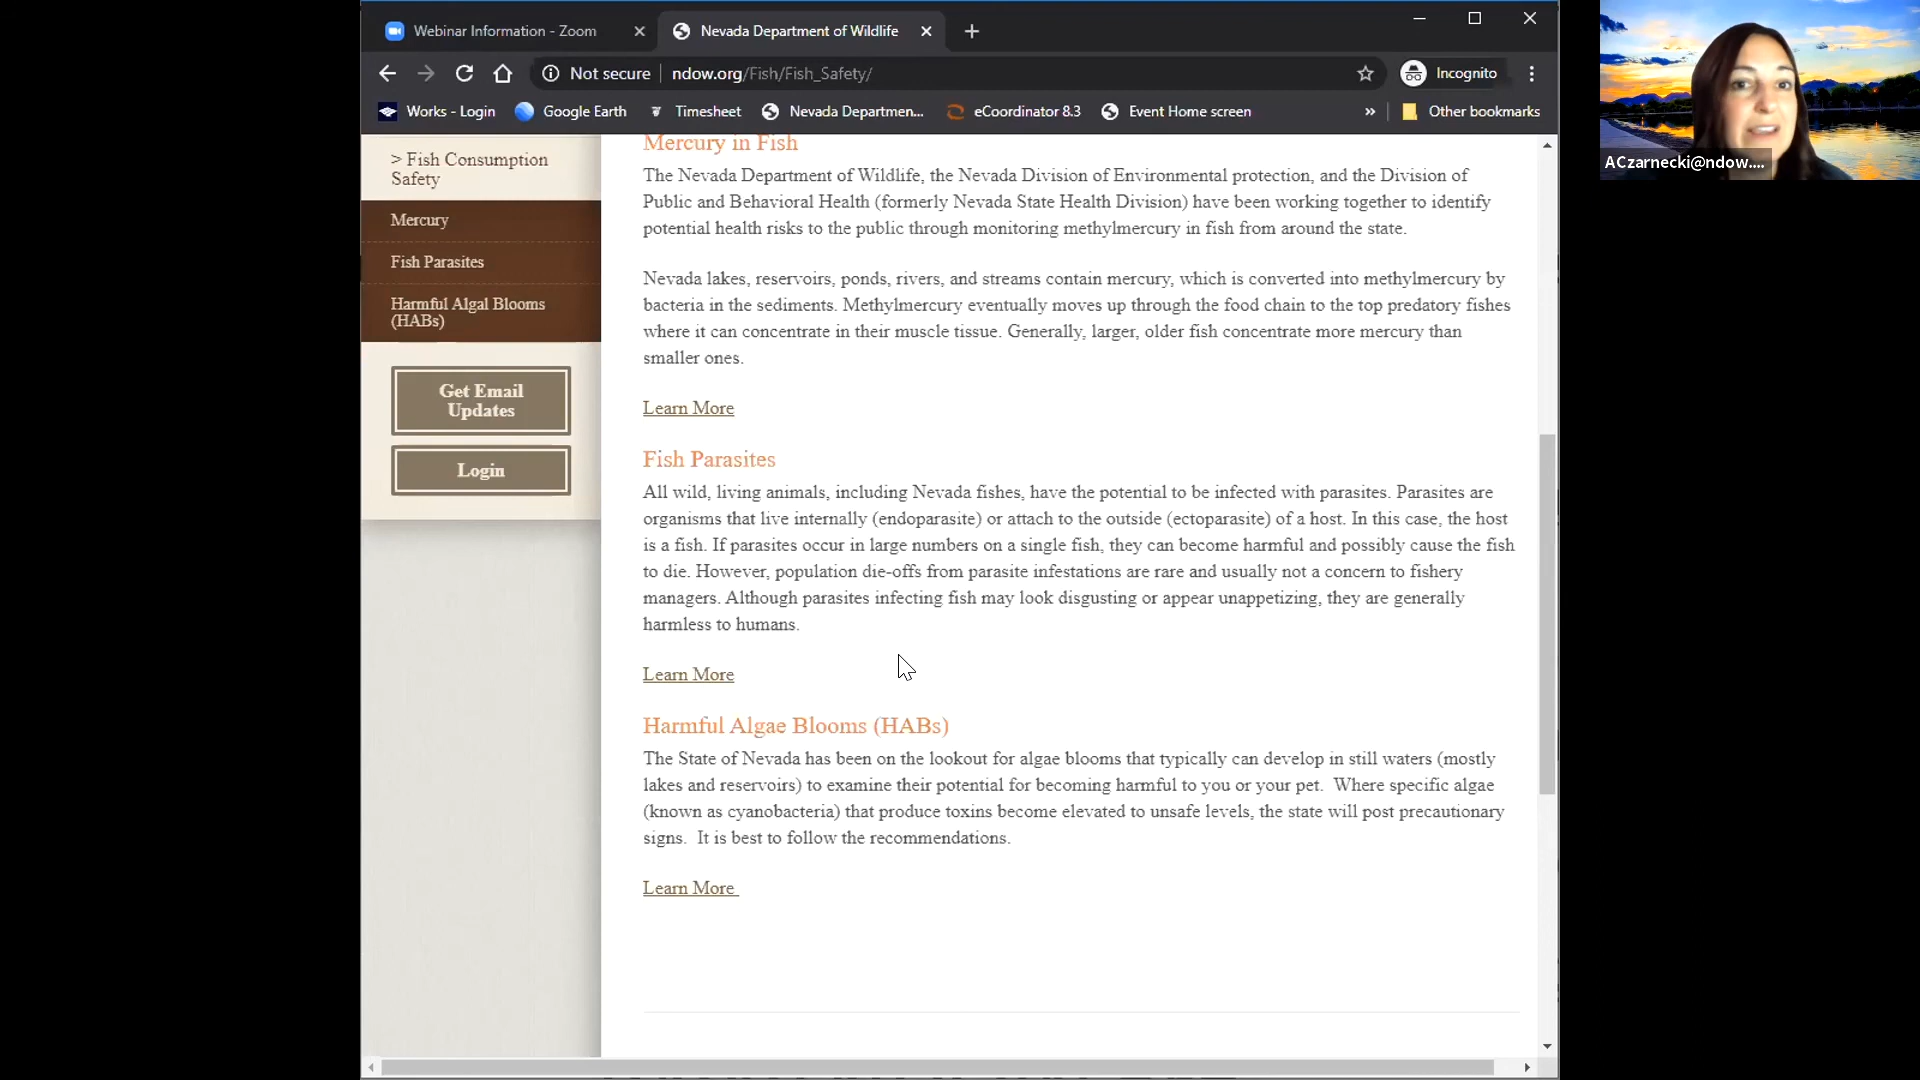 Webinar Information - Zoom
Nevada Department of Wildlife
Not secure
ndow.org/Fish/Fish_Safety/
Incognito
Works - Login
Google Earth
Timesheet
Nevada Departmen...
eCoordinator 8.3
Event Home screen
»
Other bookmarks
ACzarnecki@ndow....
> Fish Consumption
Safety
Mercury
Fish Parasites
Harmful Algal Blooms
(HABs)
Get Email
Updates
Login
Mercury in Fish
The Nevada Department of Wildlife, the Nevada Division of Environmental protection, and the Division of
Public and Behavioral Health (formerly Nevada State Health Division) have been working together to identify
potential health risks to the public through monitoring methylmercury in fish from around the state.
Nevada lakes, reservoirs, ponds, rivers, and streams contain mercury, which is converted into methylmercury by
bacteria in the sediments. Methylmercury eventually moves up through the food chain to the top predatory fishes
where it can concentrate in their muscle tissue. Generally, larger, older fish concentrate more mercury than
smaller ones.
Learn More
Fish Parasites
All wild, living animals, including Nevada fishes, have the potential to be infected with parasites. Parasites are
organisms that live internally (endoparasite) or attach to the outside (ectoparasite) of a host. In this case, the host
is a fish. If parasites occur in large numbers on a single fish, they can become harmful and possibly cause the fish
to die. However, population die-offs from parasite infestations are rare and usually not a concern to fishery
managers. Although parasites infecting fish may look disgusting or appear unappetizing, they are generally
harmless to humans.
Learn More
Harmful Algae Blooms (HABs)
The State of Nevada has been on the lookout for algae blooms that typically can develop in still waters (mostly
lakes and reservoirs) to examine their potential for becoming harmful to you or your pet.  Where specific algae
(known as cyanobacteria) that produce toxins become elevated to unsafe levels, the state will post precautionary
signs.  It is best to follow the recommendations.
Learn More